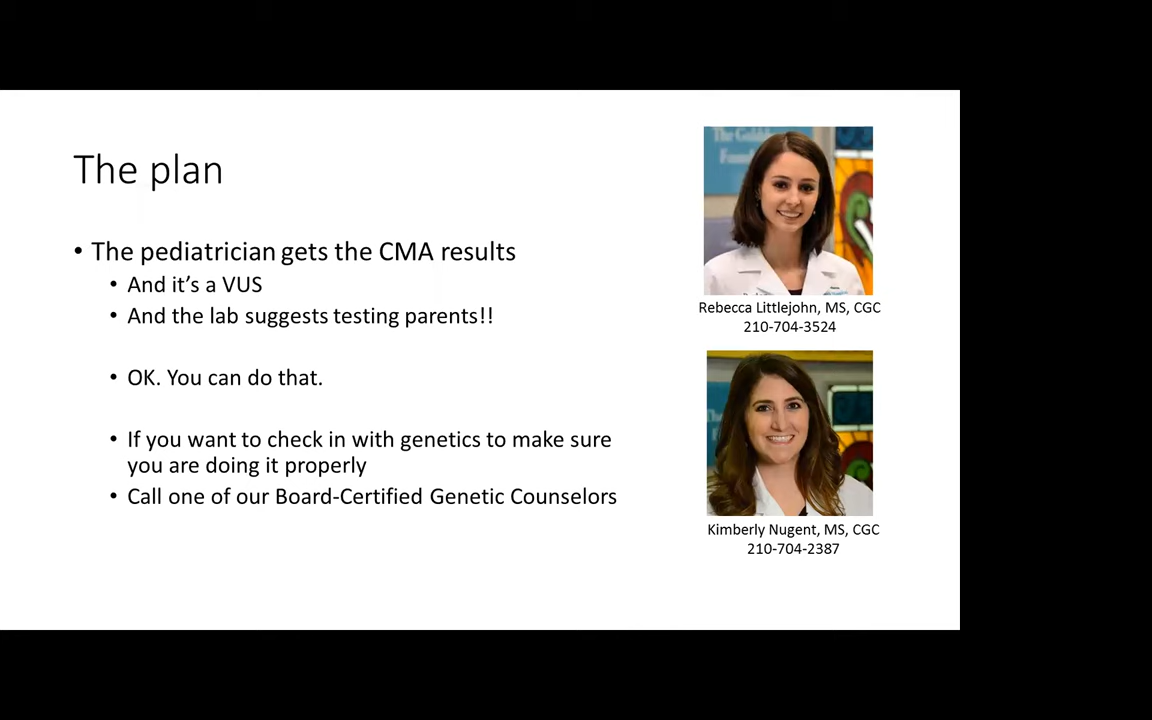 The plan
• The pediatrician gets the CMA results
• And it's a VUS
• And the lab suggests testing parents!!
• OK. You can do that.
• If you want to check in with genetics to make sure
you are doing it properly
• Call one of our Board-Certified Genetic Counselors
Rebecca Littlejohn, MS, CGC
210-704-3524
Kimberly Nugent, MS, CGC
210-704-2387